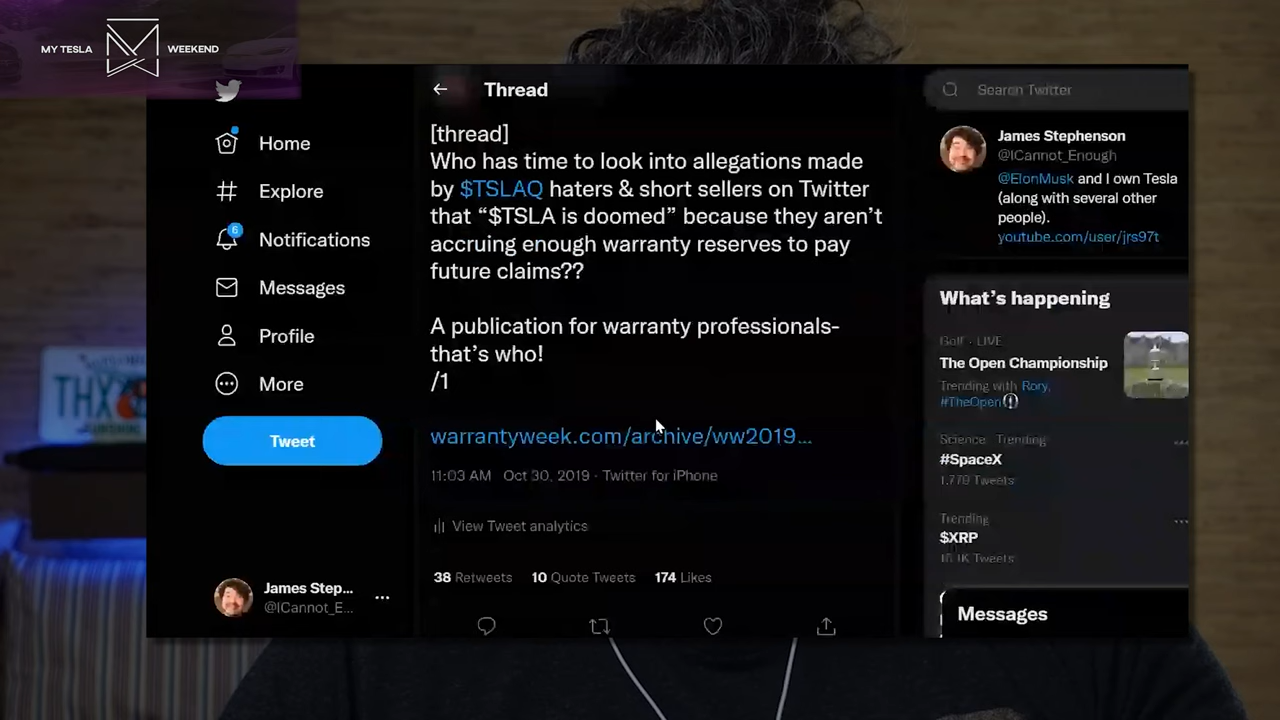 MY TESLA
WEEKEND
Home
Explore
6
Notifications
Messages
Profile
More
Tweet
James Step...
@ICannot_E...
Thread
[thread]
Who has time to look into allegations made
by $TSLAQ haters & short sellers on Twitter
that “$TSLA is doomed” because they aren’t
accruing enough warranty reserves to pay
future claims??
A publication for warranty professionals-
that’s who!
/1
warrantyweek.com/archive/ww2019...
11:03 AM Oct 30, 2019 · Twitter for iPhone
View Tweet analytics
38 Retweets 10 Quote Tweets 174 Likes
Search Twitter
James Stephenson
@ICannot_Enough
@ElonMusk and I own Tesla
(along with several other
people).
youtube.com/user/jrs97t
What’s happening
Golf · LIVE
The Open Championship
Trending with Rory,
#TheOpen
Science · Trending
#SpaceX
1,770 Tweets
Trending
$XRP
Tweets
Messages
THX